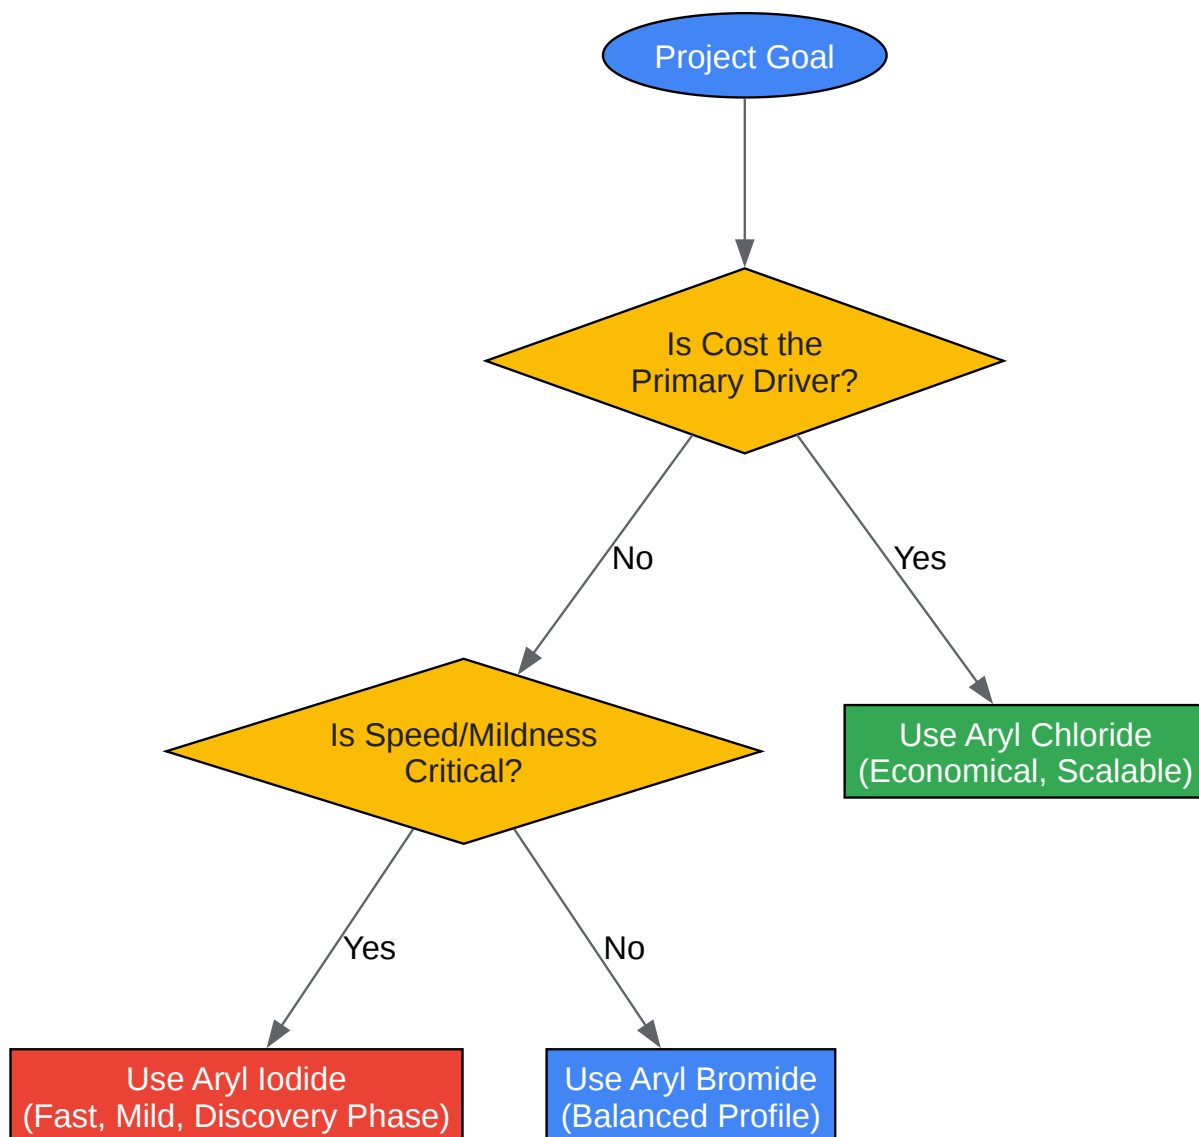 Project Goal
Is Cost the
Primary Driver?
No
Yes
Is Speed/Mildness
Critical?
Use Aryl Chloride
(Economical, Scalable)
Yes
No
Use Aryl Iodide
(Fast, Mild, Discovery Phase)
Use Aryl Bromide
(Balanced Profile)